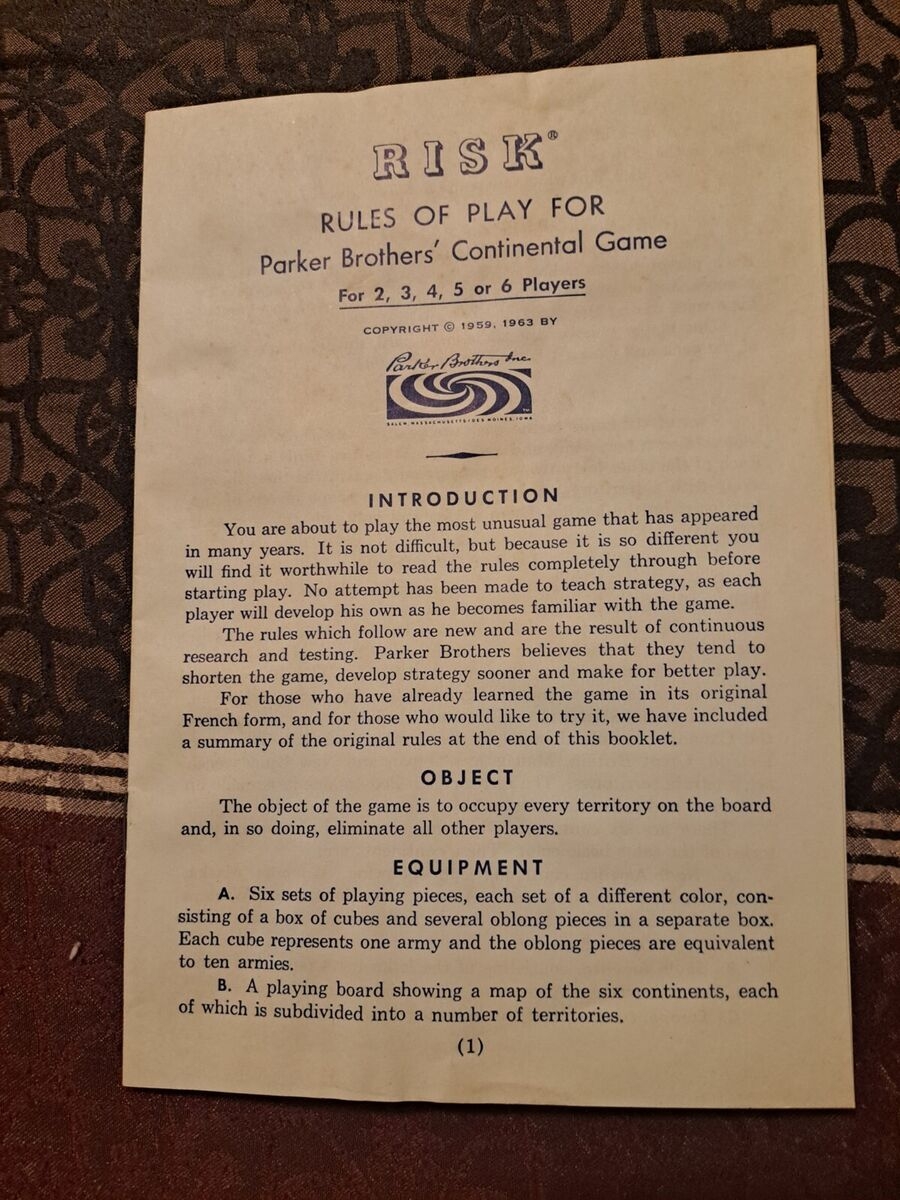 RISK®
RULES OF PLAY FOR
Parker Brothers' Continental Game
For 2, 3, 4, 5 or 6 Players
COPYRIGHT © 1959, 1963 BY
Parker Brothers Inc.
TM
SALEM, MASSACHUSETTS / DES MOINES, IOWA
INTRODUCTION
You are about to play the most unusual game that has appeared
in many years. It is not difficult, but because it is so different you
will find it worthwhile to read the rules completely through before
starting play. No attempt has been made to teach strategy, as each
player will develop his own as he becomes familiar with the game.
The rules which follow are new and are the result of continuous
research and testing. Parker Brothers believes that they tend to
shorten the game, develop strategy sooner and make for better play.
For those who have already learned the game in its original
French form, and for those who would like to try it, we have included
a summary of the original rules at the end of this booklet.
OBJECT
The object of the game is to occupy every territory on the board
and, in so doing, eliminate all other players.
EQUIPMENT
A. Six sets of playing pieces, each set of a different color, con-
sisting of a box of cubes and several oblong pieces in a separate box.
Each cube represents one army and the oblong pieces are equivalent
to ten armies.
B. A playing board showing a map of the six continents, each
of which is subdivided into a number of territories.
(1)